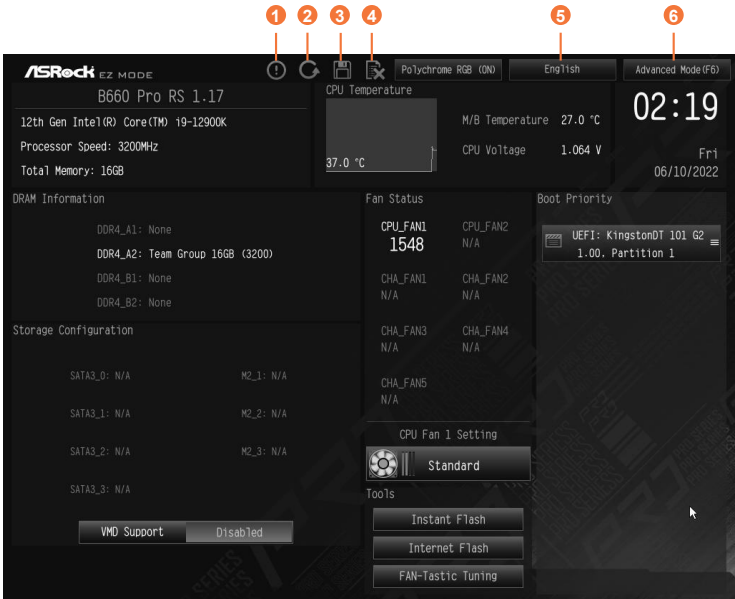 1 2 3 4 5 6
ASRock EZ MODE
Polychrome RGB (ON)
English
Advanced Mode(F6)
B660 Pro RS 1.17
12th Gen Intel(R) Core(TM) i9-12900K
Processor Speed: 3200MHz
Total Memory: 16GB
CPU Temperature
37.0 °C
M/B Temperature 27.0 °C
CPU Voltage 1.064 V
02:19
Fri
06/10/2022
DRAM Information
DDR4_A1: None
DDR4_A2: Team Group 16GB (3200)
DDR4_B1: None
DDR4_B2: None
Storage Configuration
SATA3_0: N/A M2_1: N/A
SATA3_1: N/A M2_2: N/A
SATA3_2: N/A M2_3: N/A
SATA3_3: N/A
VMD Support Disabled
Fan Status
CPU_FAN1 CPU_FAN2
1548 N/A
CHA_FAN1 CHA_FAN2
N/A N/A
CHA_FAN3 CHA_FAN4
N/A N/A
CHA_FAN5
N/A
CPU Fan 1 Setting
Standard
Tools
Instant Flash
Internet Flash
FAN-Tastic Tuning
Boot Priority
UEFI: KingstonDT 101 G2
1.00, Partition 1